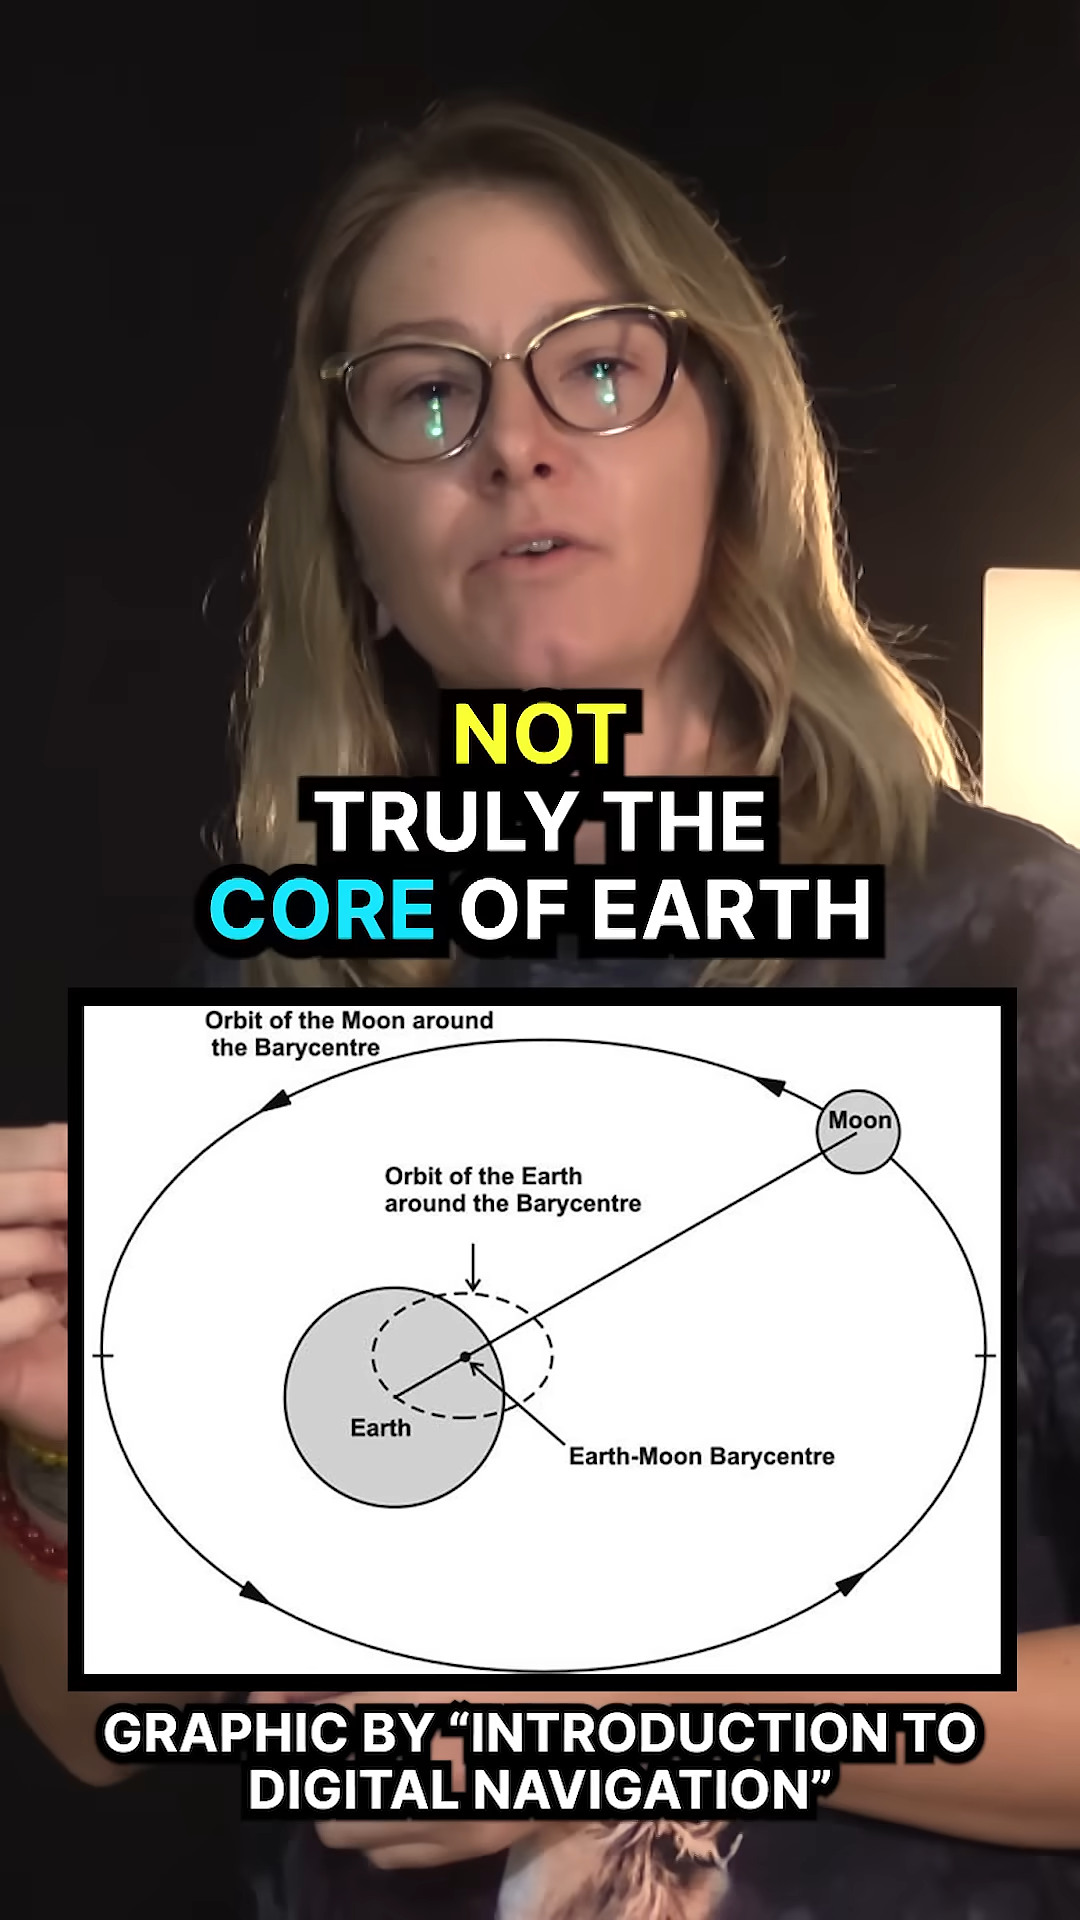 NOT
TRULY THE
CORE OF EARTH
Orbit of the Moon around
the Barycentre
Moon
Orbit of the Earth
around the Barycentre
Earth
Earth-Moon Barycentre
GRAPHIC BY “INTRODUCTION TO
DIGITAL NAVIGATION”